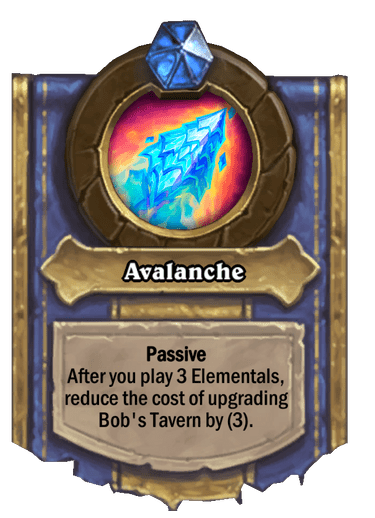 Avalanche
Passive
After you play 3 Elementals,
reduce the cost of upgrading
Bob's Tavern by (3).